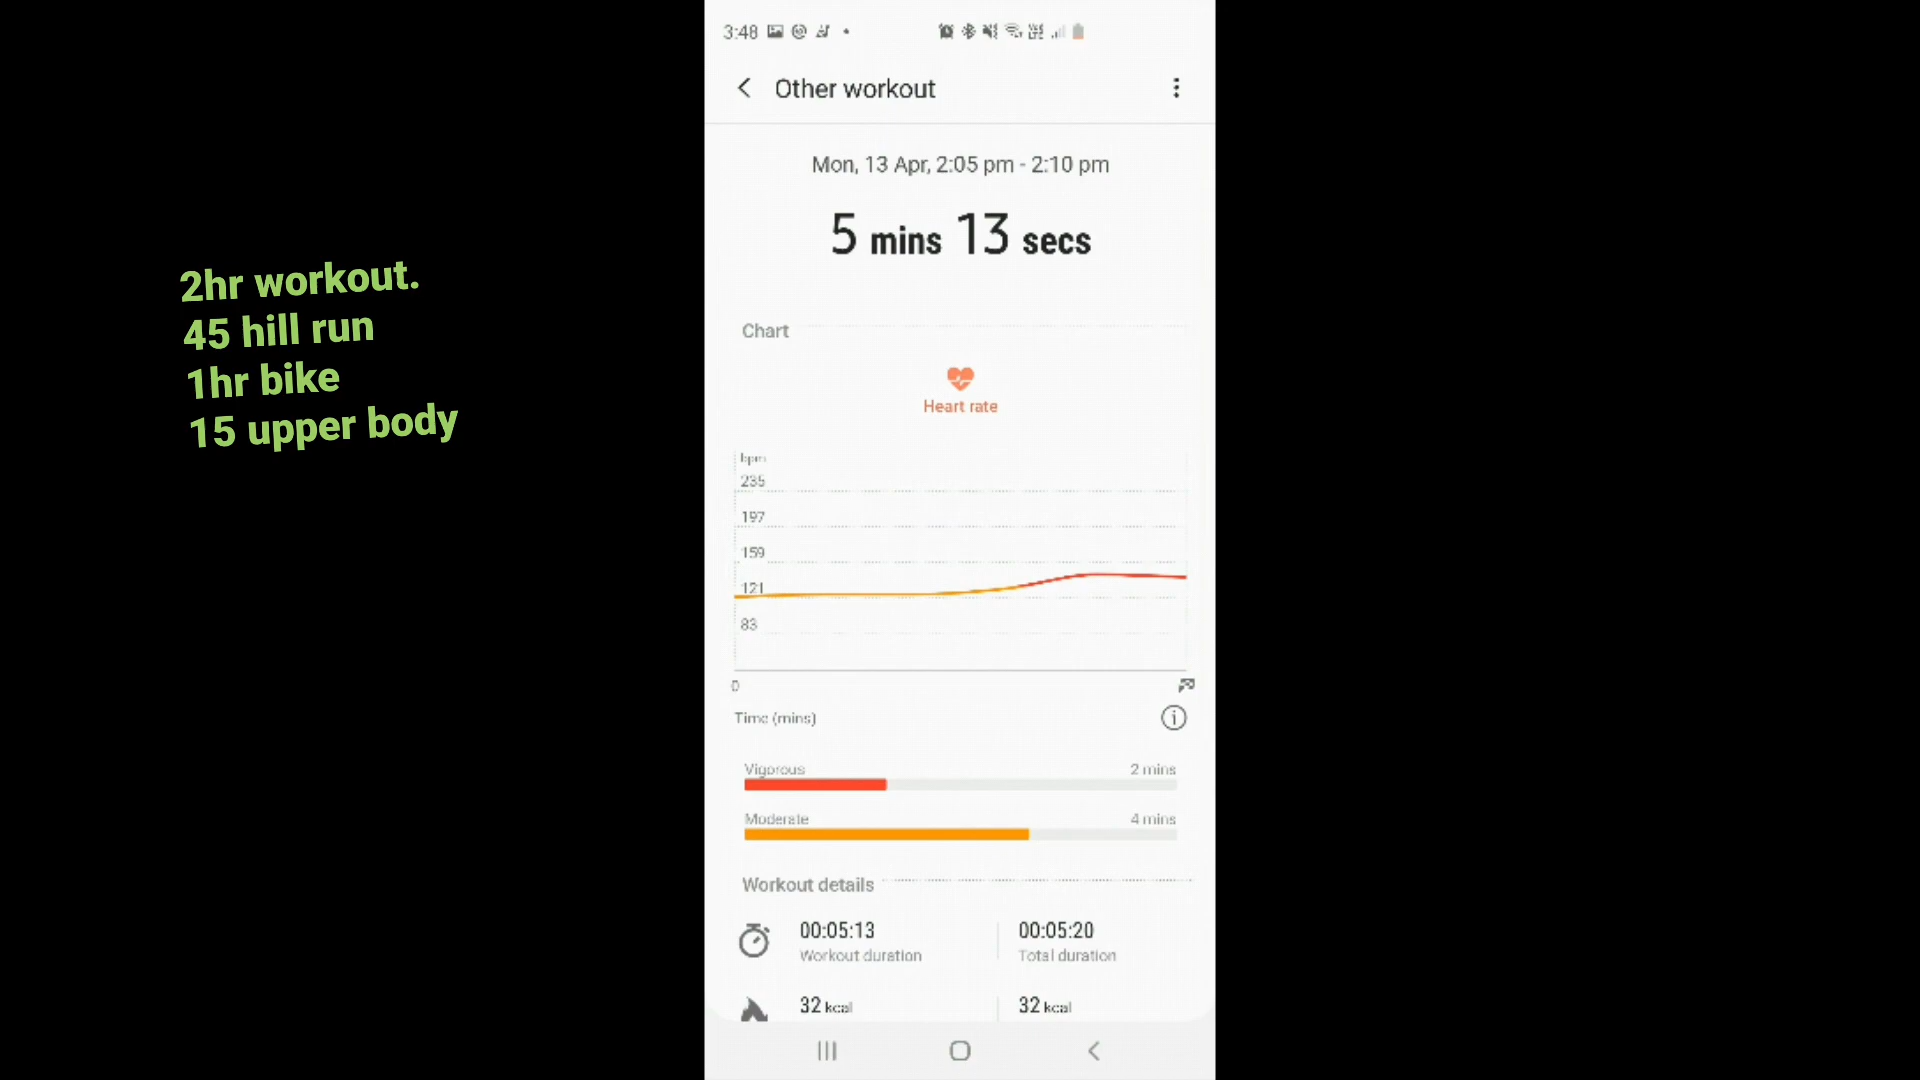 3:48
Other workout
Mon, 13 Apr, 2:05 pm - 2:10 pm
5 mins 13 secs
2hr workout.
45 hill run
1hr bike
15 upper body
Chart
Heart rate
bpm
235
197
159
121
83
0
Time (mins)
Vigorous 2 mins
Moderate 4 mins
Workout details
00:05:13 00:05:20
Workout duration Total duration
32 kcal 32 kcal